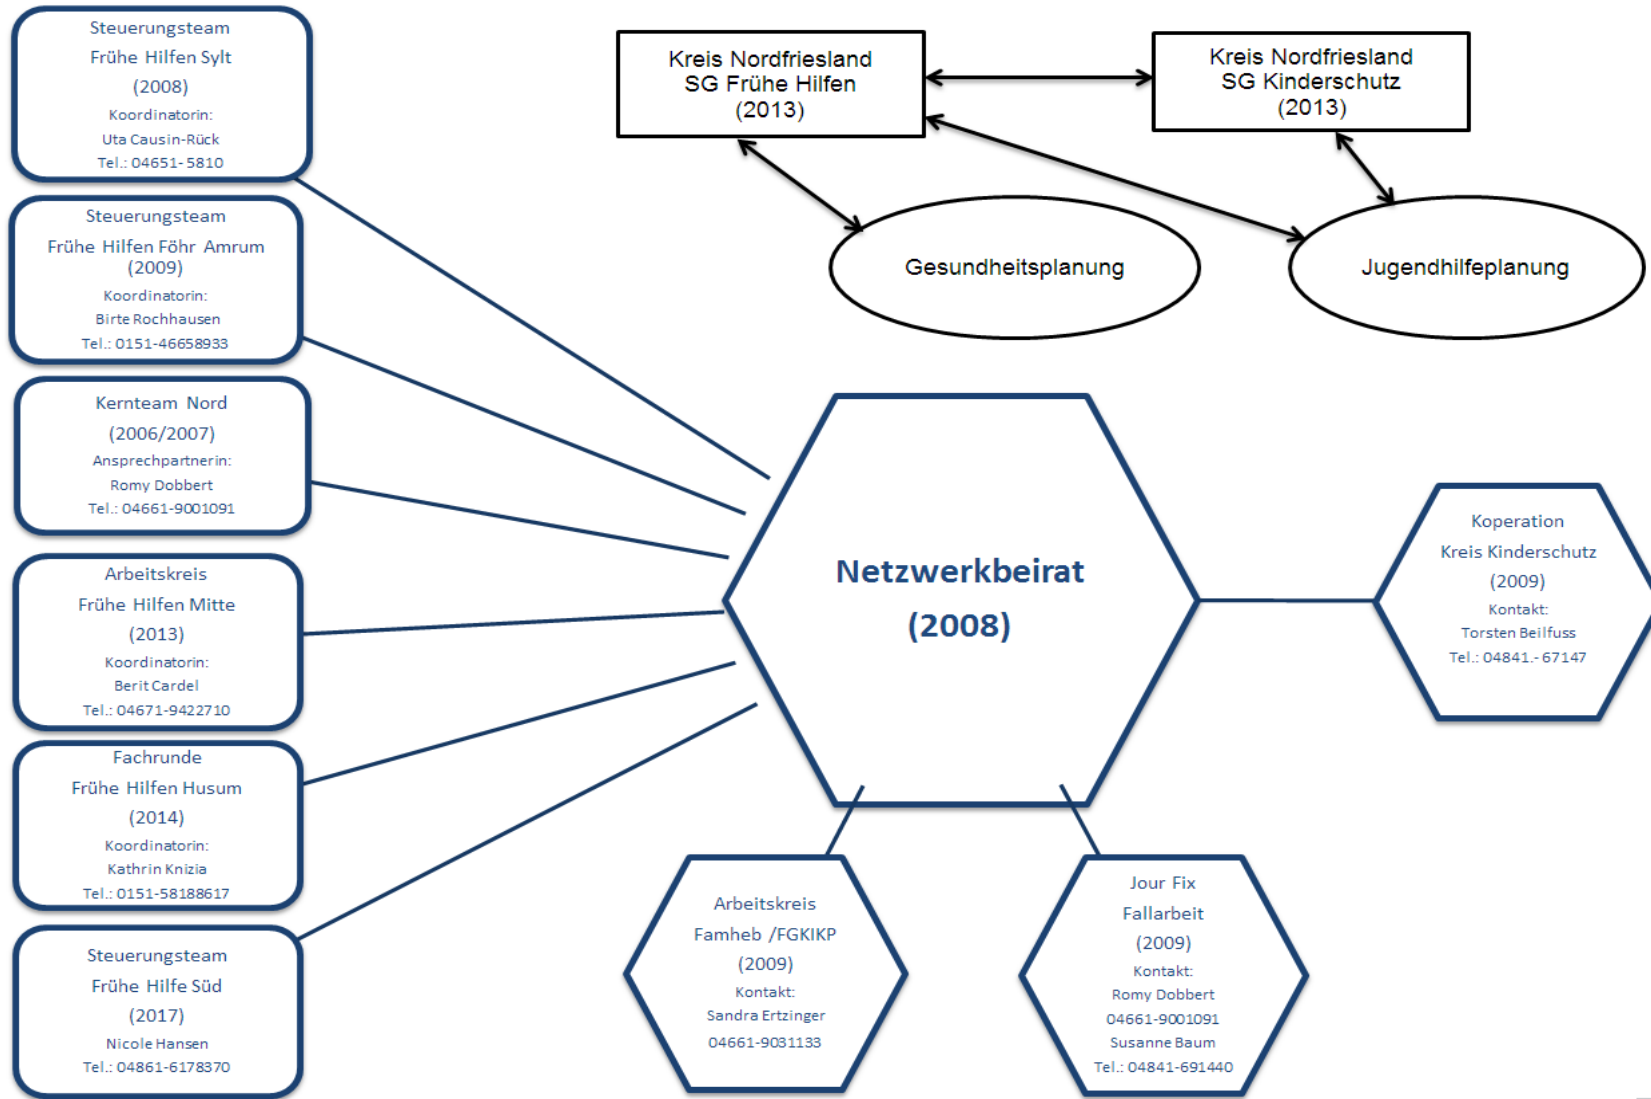 Steuerungsteam
Frühe Hilfen Sylt
(2008)
Koordinatorin:
Uta Causin-Rück
Tel.: 04651- 5810
Steuerungsteam
Frühe Hilfen Föhr Amrum
(2009)
Koordinatorin:
Birte Rochhausen
Tel.: 0151-46658933
Kernteam Nord
(2006/2007)
Ansprechpartnerin:
Romy Dobbert
Tel.: 04661-9001091
Arbeitskreis
Frühe Hilfen Mitte
(2013)
Koordinatorin:
Berit Cardel
Tel.: 04671-9422710
Fachrunde
Frühe Hilfen Husum
(2014)
Koordinatorin:
Kathrin Knizia
Tel.: 0151-58188617
Steuerungsteam
Frühe Hilfe Süd
(2017)
Nicole Hansen
Tel.: 04861-6178370
Kreis Nordfriesland
SG Frühe Hilfen
(2013)
Kreis Nordfriesland
SG Kinderschutz
(2013)
Gesundheitsplanung
Jugendhilfeplanung
Netzwerkbeirat
(2008)
Koperation
Kreis Kinderschutz
(2009)
Kontakt:
Torsten Beilfuss
Tel.: 04841.- 67147
Arbeitskreis
Famheb /FGKIKP
(2009)
Kontakt:
Sandra Ertzinger
04661-9031133
Jour Fix
Fallarbeit
(2009)
Kontakt:
Romy Dobbert
04661-9001091
Susanne Baum
Tel.: 04841-691440